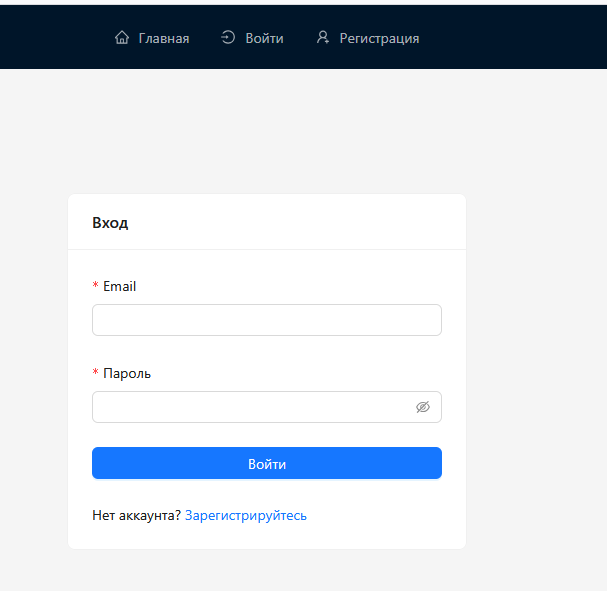 Главная Войти Регистрация
Вход
* Email
* Пароль
Войти
Нет аккаунта? Зарегистрируйтесь